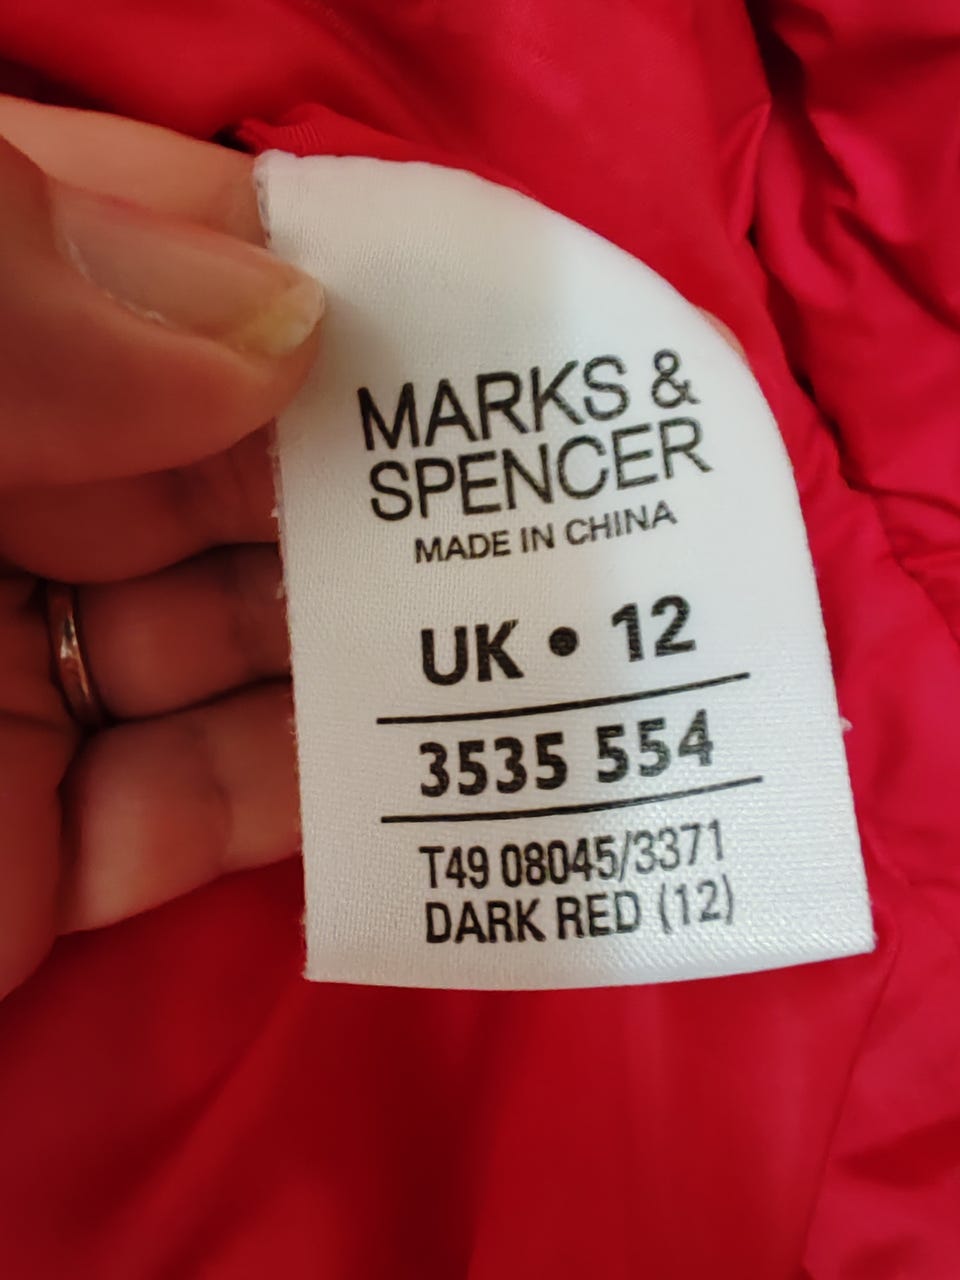 MARKS &
SPENCER
MADE IN CHINA
UK • 12
3535 554
T49 08045/3371
DARK RED (12)